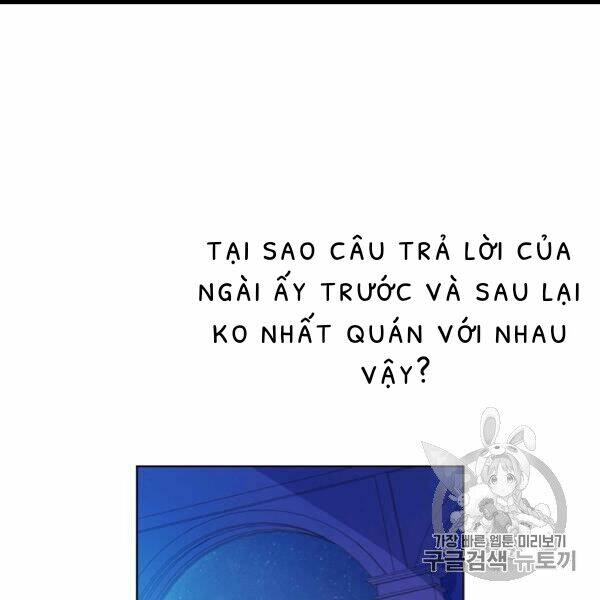 TẠI SAO CÂU TRẢ LỜI CỦA
NGÀI ẤY TRƯỚC VÀ SAU LẠI
KO NHẤT QUÁN VỚI NHAU
VẬY?
가장 빠른 웹툰 미리보기
구글검색 뉴토끼